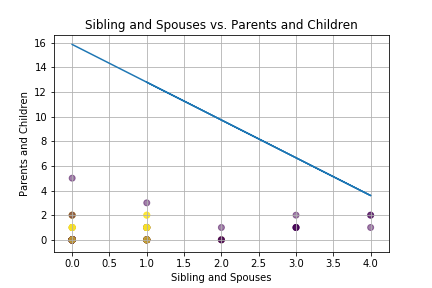 Sibling and Spouses vs. Parents and Children
16
14
12
10
8
6
4
2
0
Parents and Children
0.0 0.5 1.0 1.5 2.0 2.5 3.0 3.5 4.0
Sibling and Spouses